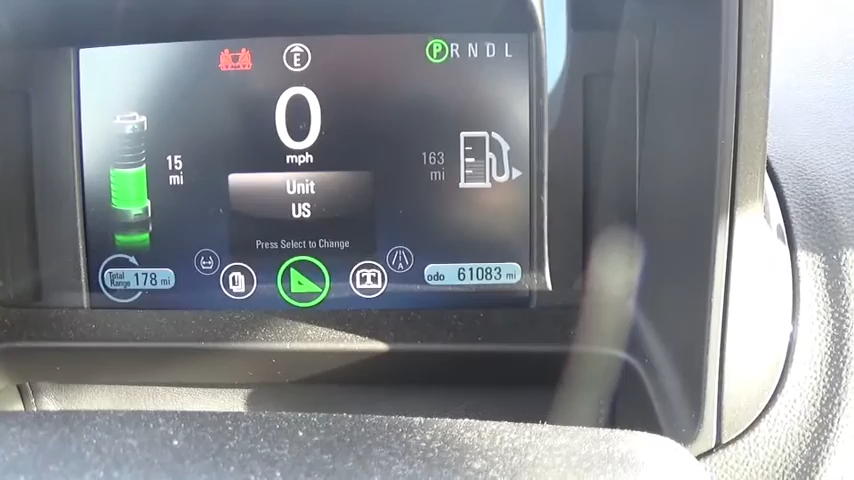 E
PRNDL
0
mph
15
mi
163
mi
Unit
US
Press Select to Change
A
Total
Range 178 mi
odo 61083 mi